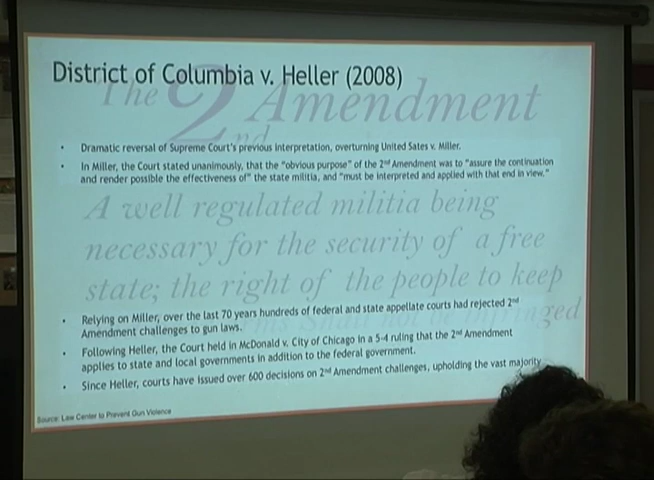 District of Columbia v. Heller (2008)
The 2nd Amendment
• Dramatic reversal of Supreme Court's previous interpretation, overturning United Sates v. Miller.
• In Miller, the Court stated unanimously, that the "obvious purpose" of the 2nd Amendment was to "assure the continuation
and render possible the effectiveness of" the state militia, and "must be interpreted and applied with that end in view."
A well regulated militia being
necessary for the security of a free
state; the right of the people to keep
• Relying on Miller, over the last 70 years hundreds of federal and state appellate courts had rejected 2nd
Amendment challenges to gun laws.
• Following Heller, the Court held in McDonald v. City of Chicago in a 5-4 ruling that the 2nd Amendment
applies to state and local governments in addition to the federal government.
• Since Heller, courts have issued over 600 decisions on 2nd Amendment challenges, upholding the vast majority
Source: Law Center to Prevent Gun Violence